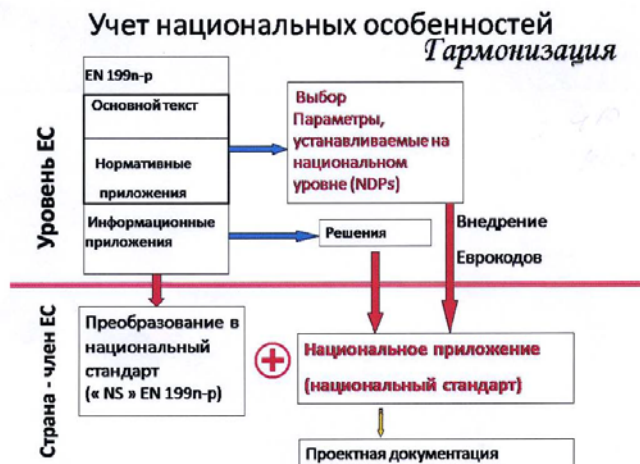 Учет национальных особенностей
Гармонизация
Уровень ЕС
EN 199n-p
Основной текст
Нормативные
приложения
Информационные
приложения
Выбор
Параметры,
устанавливаемые на
национальном
уровне (NDPs)
Решения
Внедрение
Еврокодов
Страна - член ЕС
Преобразование в
национальный
стандарт
(« NS » EN 199n-p)
Национальное приложение
(национальный стандарт)
Проектная документация